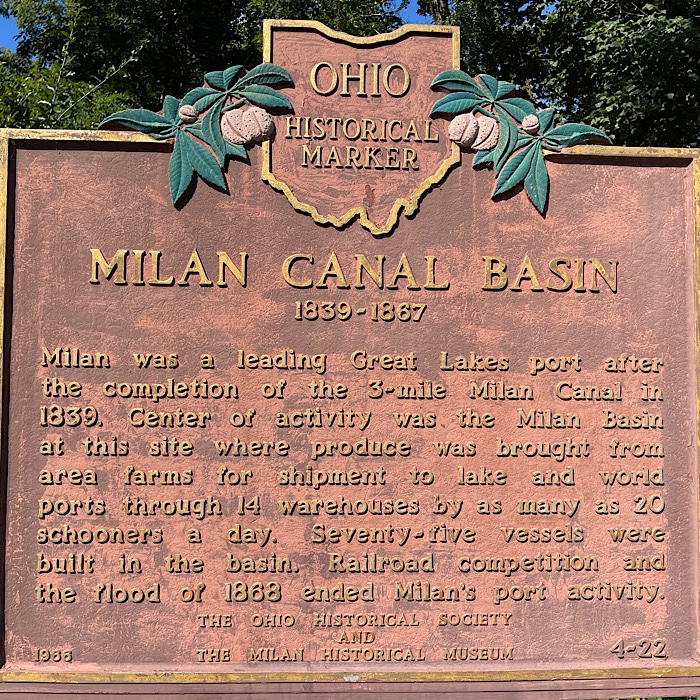 OHIO
HISTORICAL
MARKER
MILAN CANAL BASIN
1839-1867
Milan was a leading Great Lakes port after
the completion of the 3-mile Milan Canal in
1839. Center of activity was the Milan Basin
at this site where produce was brought from
area farms for shipment to lake and world
ports through 14 warehouses by as many as 20
schooners a day. Seventy-five vessels were
built in the basin. Railroad competition and
the flood of 1868 ended Milan's port activity.
THE OHIO HISTORICAL SOCIETY
AND
1966 THE MILAN HISTORICAL MUSEUM 4-22